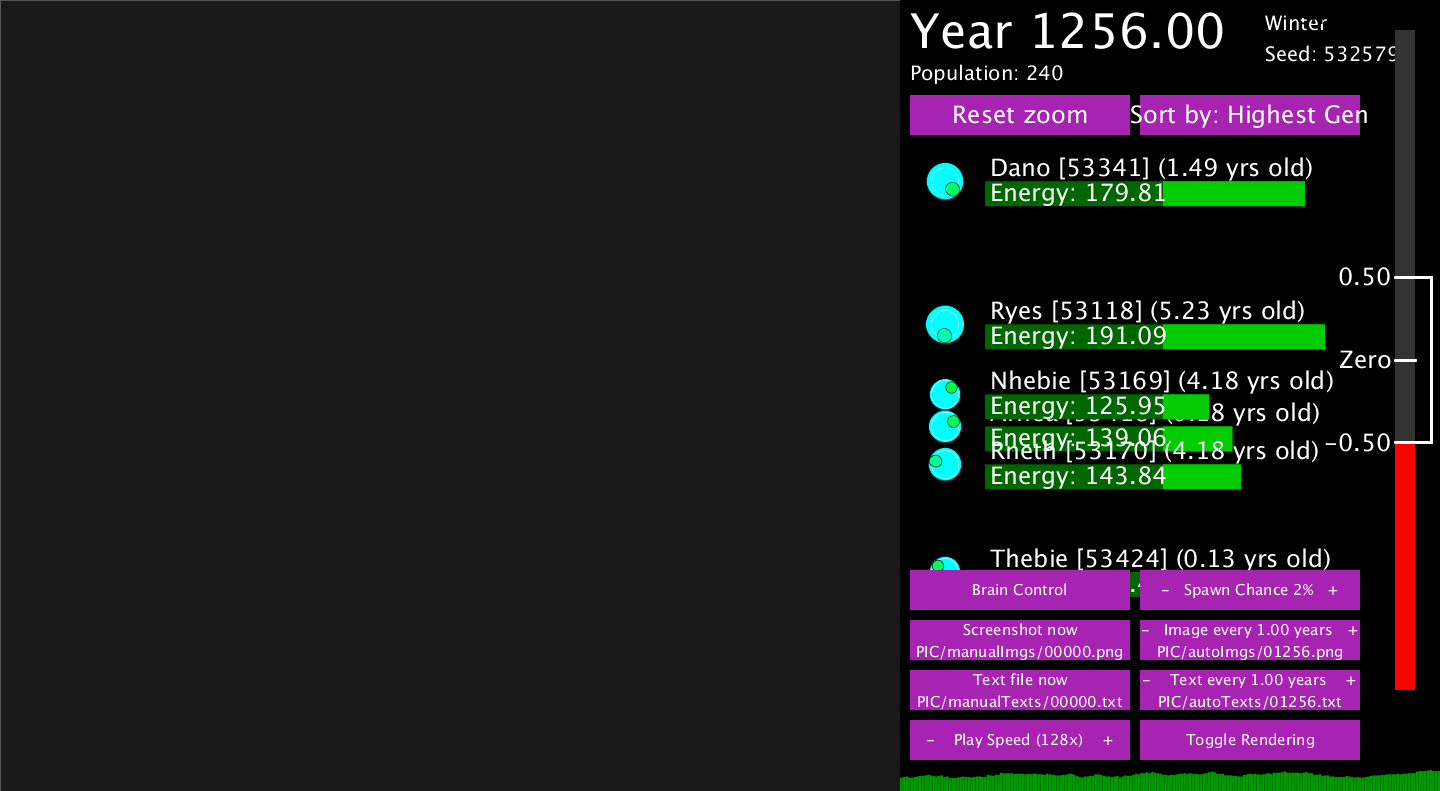 Year 1256.00
Winter
Seed: 532579
Population: 240
Reset zoom
Sort by: Highest Gen
Dano [53341] (1.49 yrs old)
Energy: 179.81
0.50
Ryes [53118] (5.23 yrs old)
Energy: 191.09
Zero
Nhebie [53169] (4.18 yrs old)
Energy: 125.95
yrs old)
Energy: 139.06
-0.50
Rneth [53170] (4.18 yrs old)
Energy: 143.84
Thebie [53424] (0.13 yrs old)
Brain Control
- Spawn Chance 2% +
Screenshot now
PIC/manualImgs/00000.png
- Image every 1.00 years +
PIC/autoImgs/01256.png
Text file now
PIC/manualTexts/00000.txt
- Text every 1.00 years +
PIC/autoTexts/01256.txt
- Play Speed (128x) +
Toggle Rendering